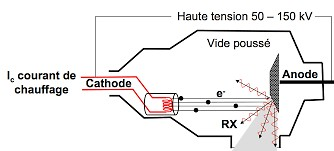 Haute tension 50 – 150 kV
Vide poussé
Ic courant de
chauffage
Cathode
Anode
e-
RX